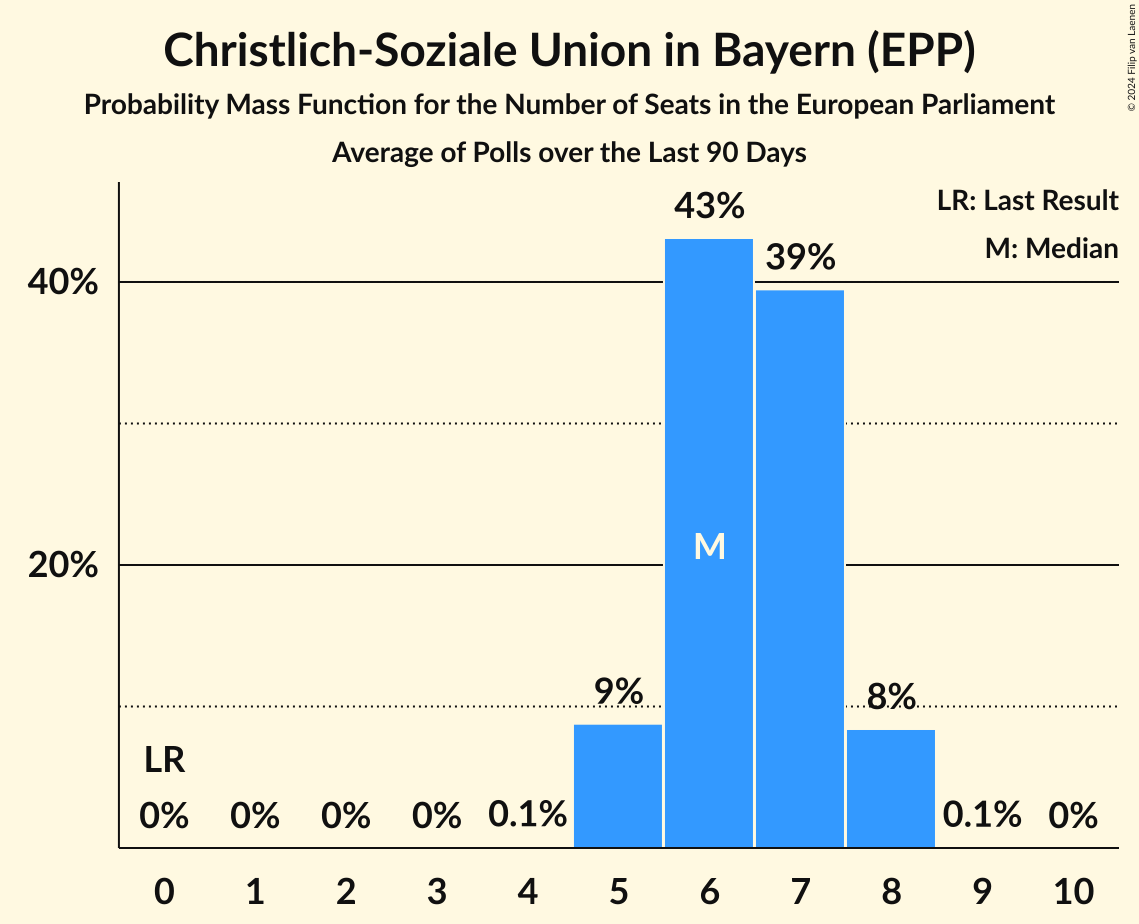 Christlich-Soziale Union in Bayern (EPP)
Probability Mass Function for the Number of Seats in the European Parliament
Average of Polls over the Last 90 Days
© 2024 Filip van Laenen
LR: Last Result
M: Median
43%
39%
40%
M
20%
9%
8%
LR
0% 0% 0% 0% 0.1% 0.1% 0%
0 1 2 3 4 5 6 7 8 9 10